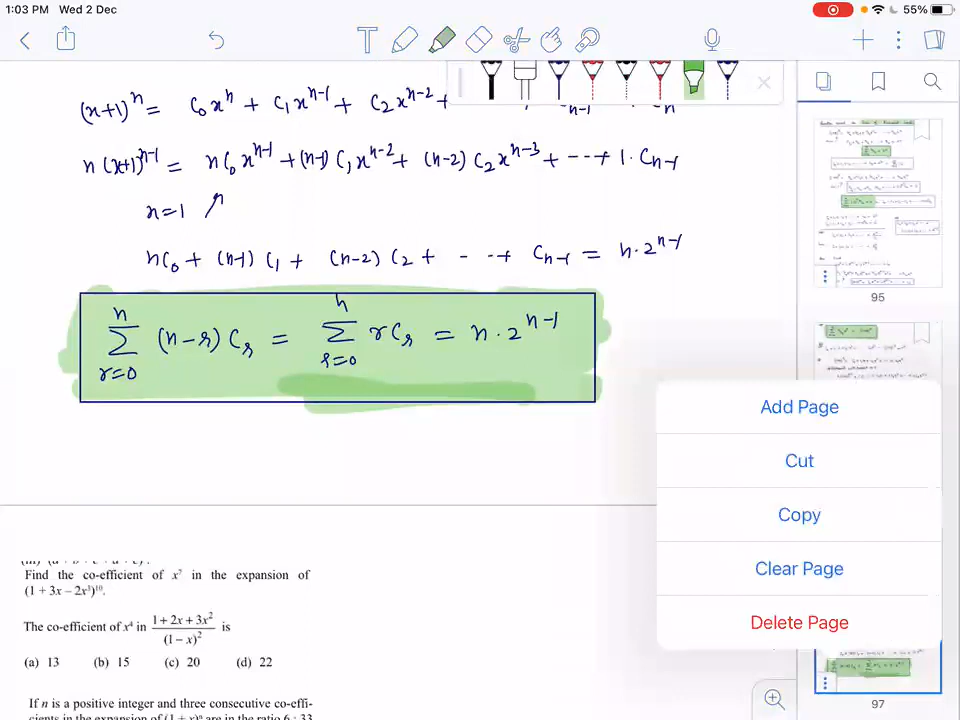 1:03 PM Wed 2 Dec
55%
(x+1)^n = C₀x^n + C₁x^{n-1} + C₂x^{n-2} +
n(x+1)^{n-1} = nC₀x^{n-1} + (n-1)C₁x^{n-2} + (n-2)C₂x^{n-3} + ---+ 1.C_{n-1}
x=1
nC₀ + (n-1)C₁ + (n-2)C₂ + - --+ C_{n-1} = n·2^{n-1}
\sum_{r=0}^{n} (n-r)C_r = \sum_{r=0}^{n} rC_r = n·2^{n-1}
Find the co-efficient of x⁷ in the expansion of
(1 + 3x – 2x³)¹⁰.
The co-efficient of x⁴ in \frac{1+2x+3x²}{(1–x)²} is
(a) 13 (b) 15 (c) 20 (d) 22
If n is a positive integer and three consecutive co-effi-
cients in the expansion of (1 + x)ⁿ are in the ratio 6 : 33
95
Add Page
Cut
Copy
Clear Page
Delete Page
97